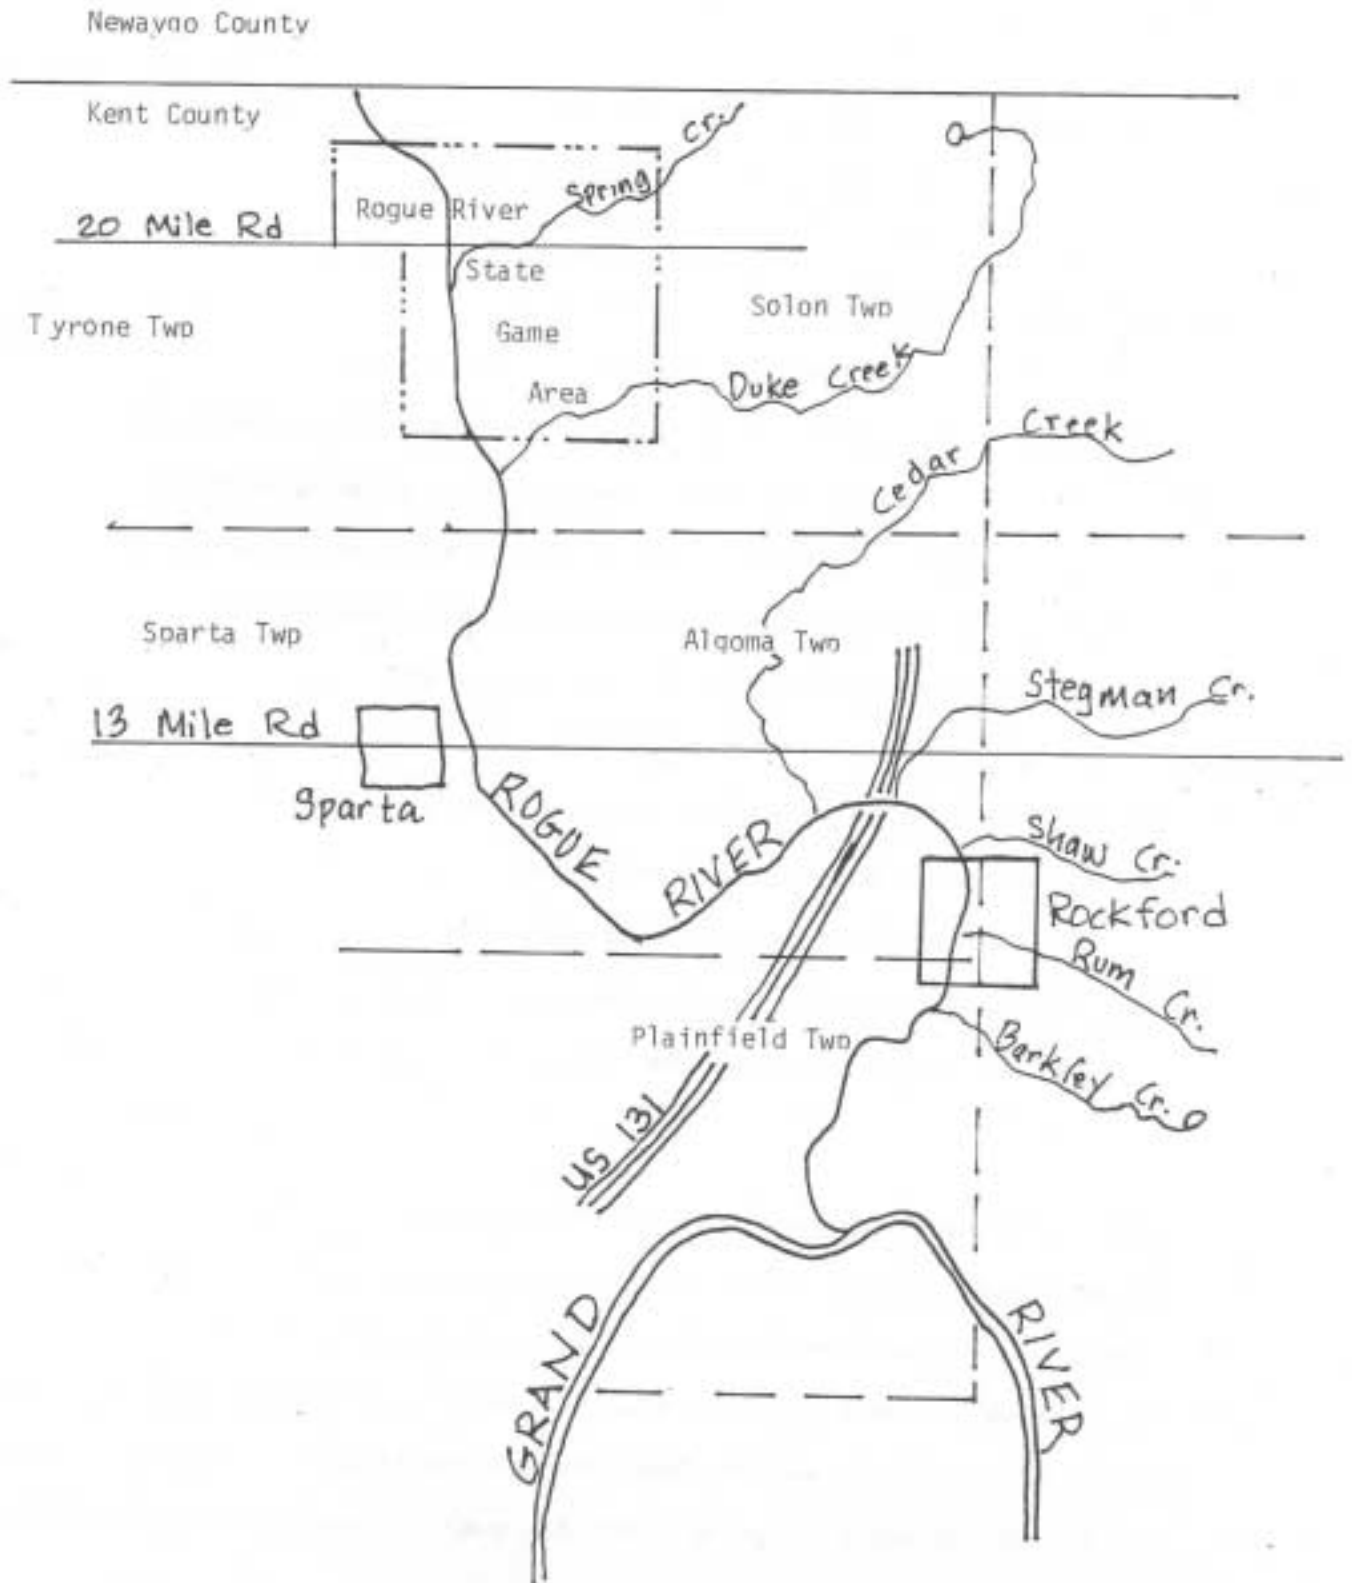 Newaygo County
Kent County
Spring Cr.
Rogue River
20 Mile Rd
State
Solon Twp
Tyrone Twp
Game
Duke Creek
Area
Cedar Creek
Sparta Twp
Algoma Twp
Stegman Cr.
13 Mile Rd
Sparta
ROGUE RIVER
Shaw Cr.
Rockford
Rum Cr.
Plainfield Twp
Barkley Cr.
US 131
GRAND RIVER